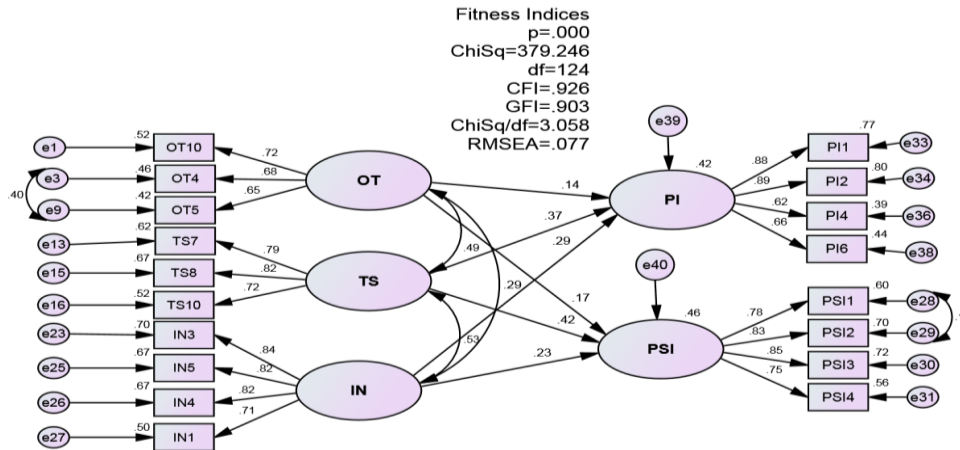 Fitness Indices
p=.000
ChiSq=379.246
df=124
CFI=.926
GFI=.903
ChiSq/df=3.058
RMSEA=.077
e1
.52
OT10
.72
e3
.46
OT4
.68
.40
e9
.42
OT5
.65
e13
.62
TS7
.79
e15
.67
TS8
.82
e16
.52
TS10
.72
e23
.70
IN3
.84
e25
.67
IN5
.82
e26
.67
IN4
.82
e27
.50
IN1
.71
OT
TS
IN
.49
.29
.53
.14
.37
.29
.17
.42
.23
e39
.42
PI
e40
.46
PSI
.88
PI1
.77
e33
.89
PI2
.80
e34
.62
PI4
.39
e36
.66
PI6
.44
e38
.78
PSI1
.60
e28
.83
PSI2
.70
e29
.85
PSI3
.72
e30
.75
PSI4
.56
e31